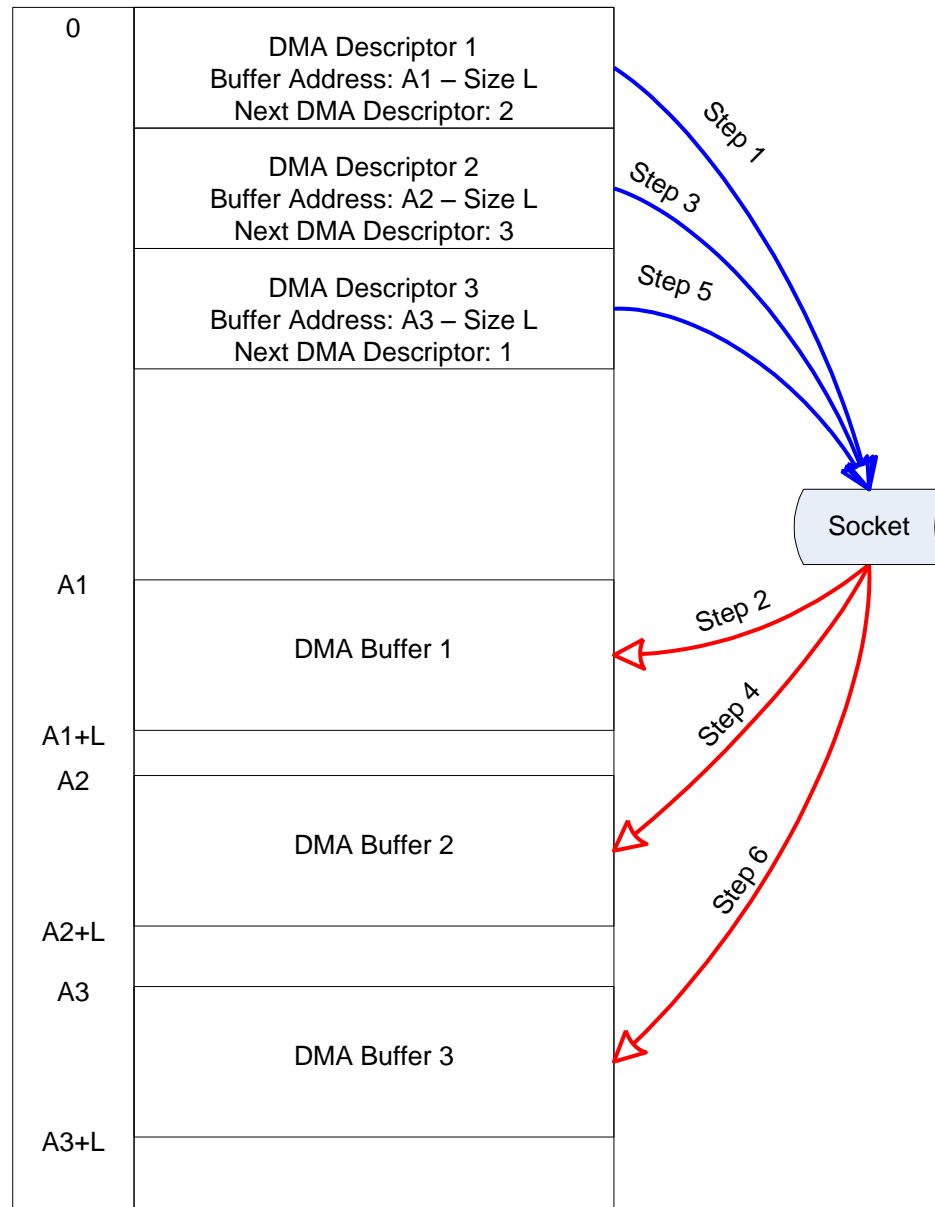 0
DMA Descriptor 1
Buffer Address: A1 – Size L
Next DMA Descriptor: 2
Step 1
DMA Descriptor 2
Buffer Address: A2 – Size L
Next DMA Descriptor: 3
Step 3
DMA Descriptor 3
Buffer Address: A3 – Size L
Next DMA Descriptor: 1
Step 5
Socket
A1
Step 2
DMA Buffer 1
Step 4
A1+L
A2
DMA Buffer 2
Step 6
A2+L
A3
DMA Buffer 3
A3+L